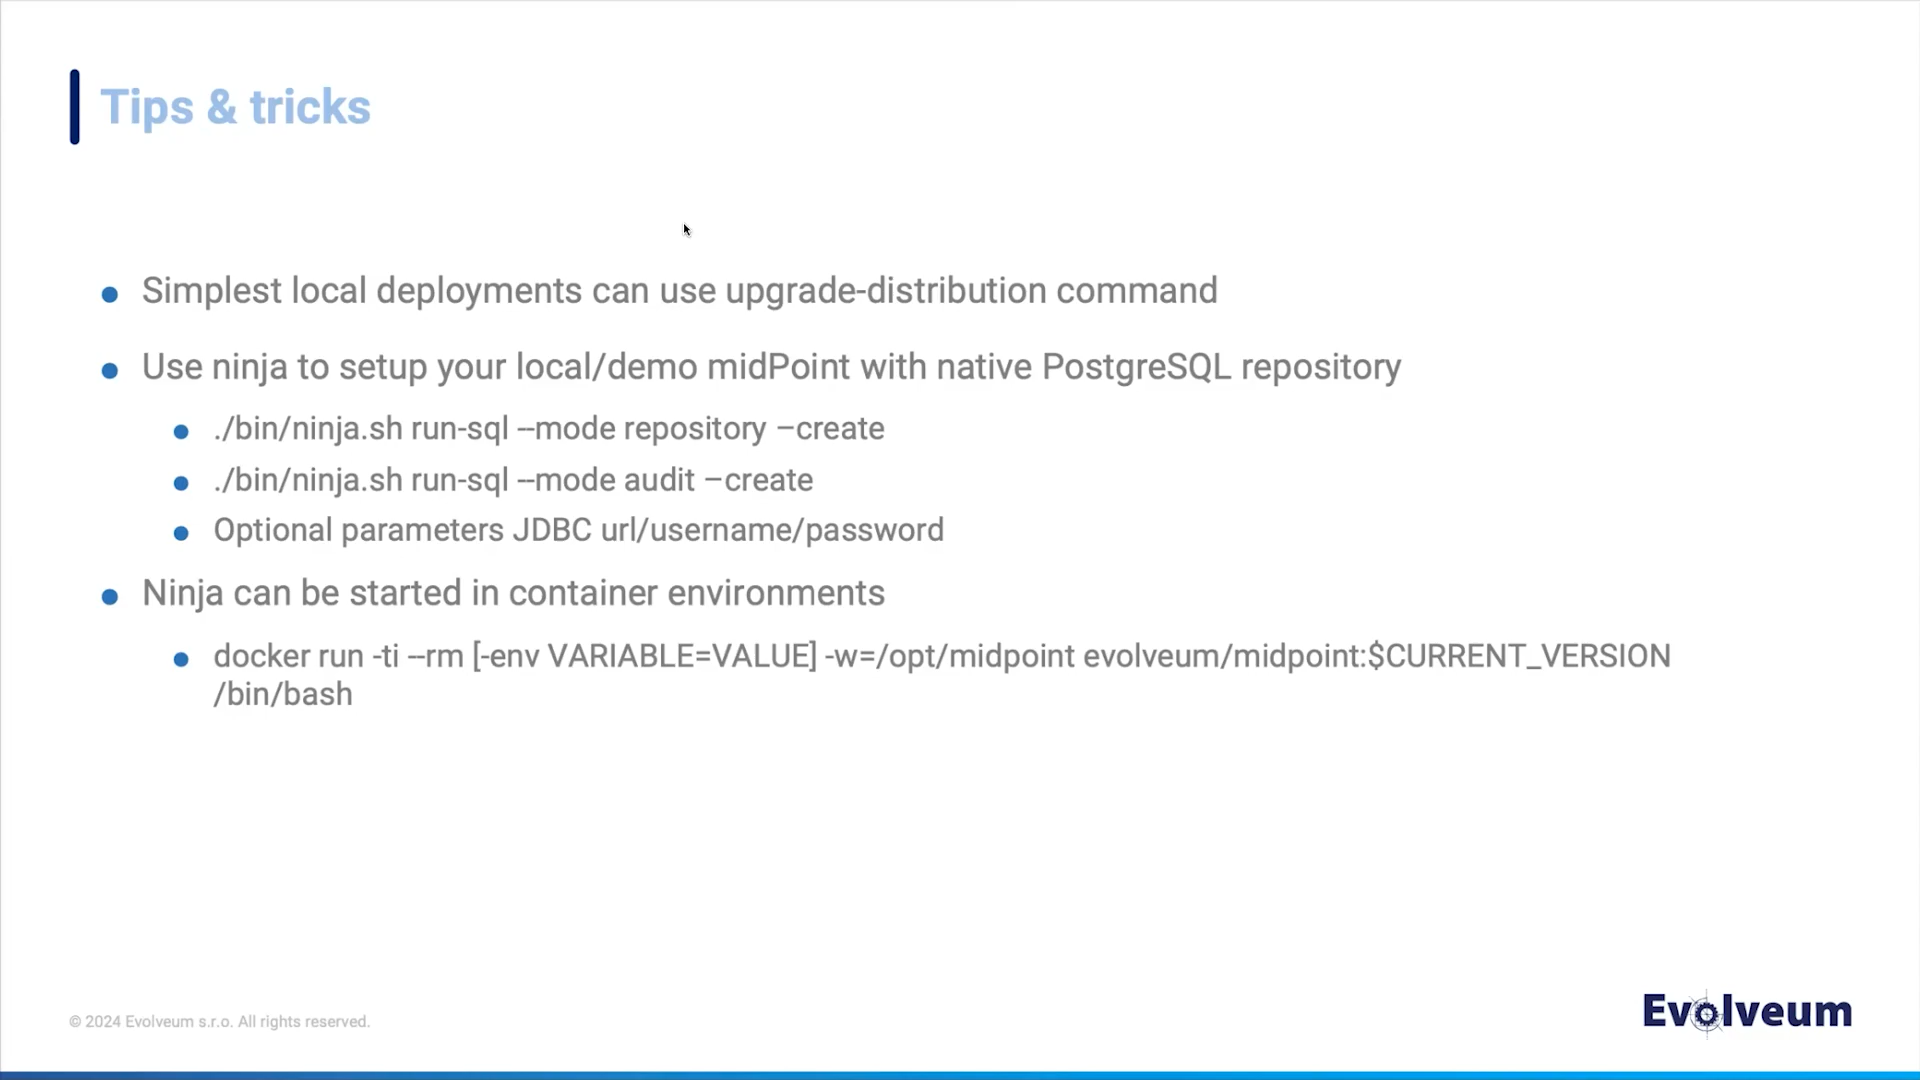 Tips & tricks
Simplest local deployments can use upgrade-distribution command
Use ninja to setup your local/demo midPoint with native PostgreSQL repository
./bin/ninja.sh run-sql --mode repository –create
./bin/ninja.sh run-sql --mode audit –create
Optional parameters JDBC url/username/password
Ninja can be started in container environments
docker run -ti --rm [-env VARIABLE=VALUE] -w=/opt/midpoint evolveum/midpoint:$CURRENT_VERSION
/bin/bash
© 2024 Evolveum s.r.o. All rights reserved.
Evolveum